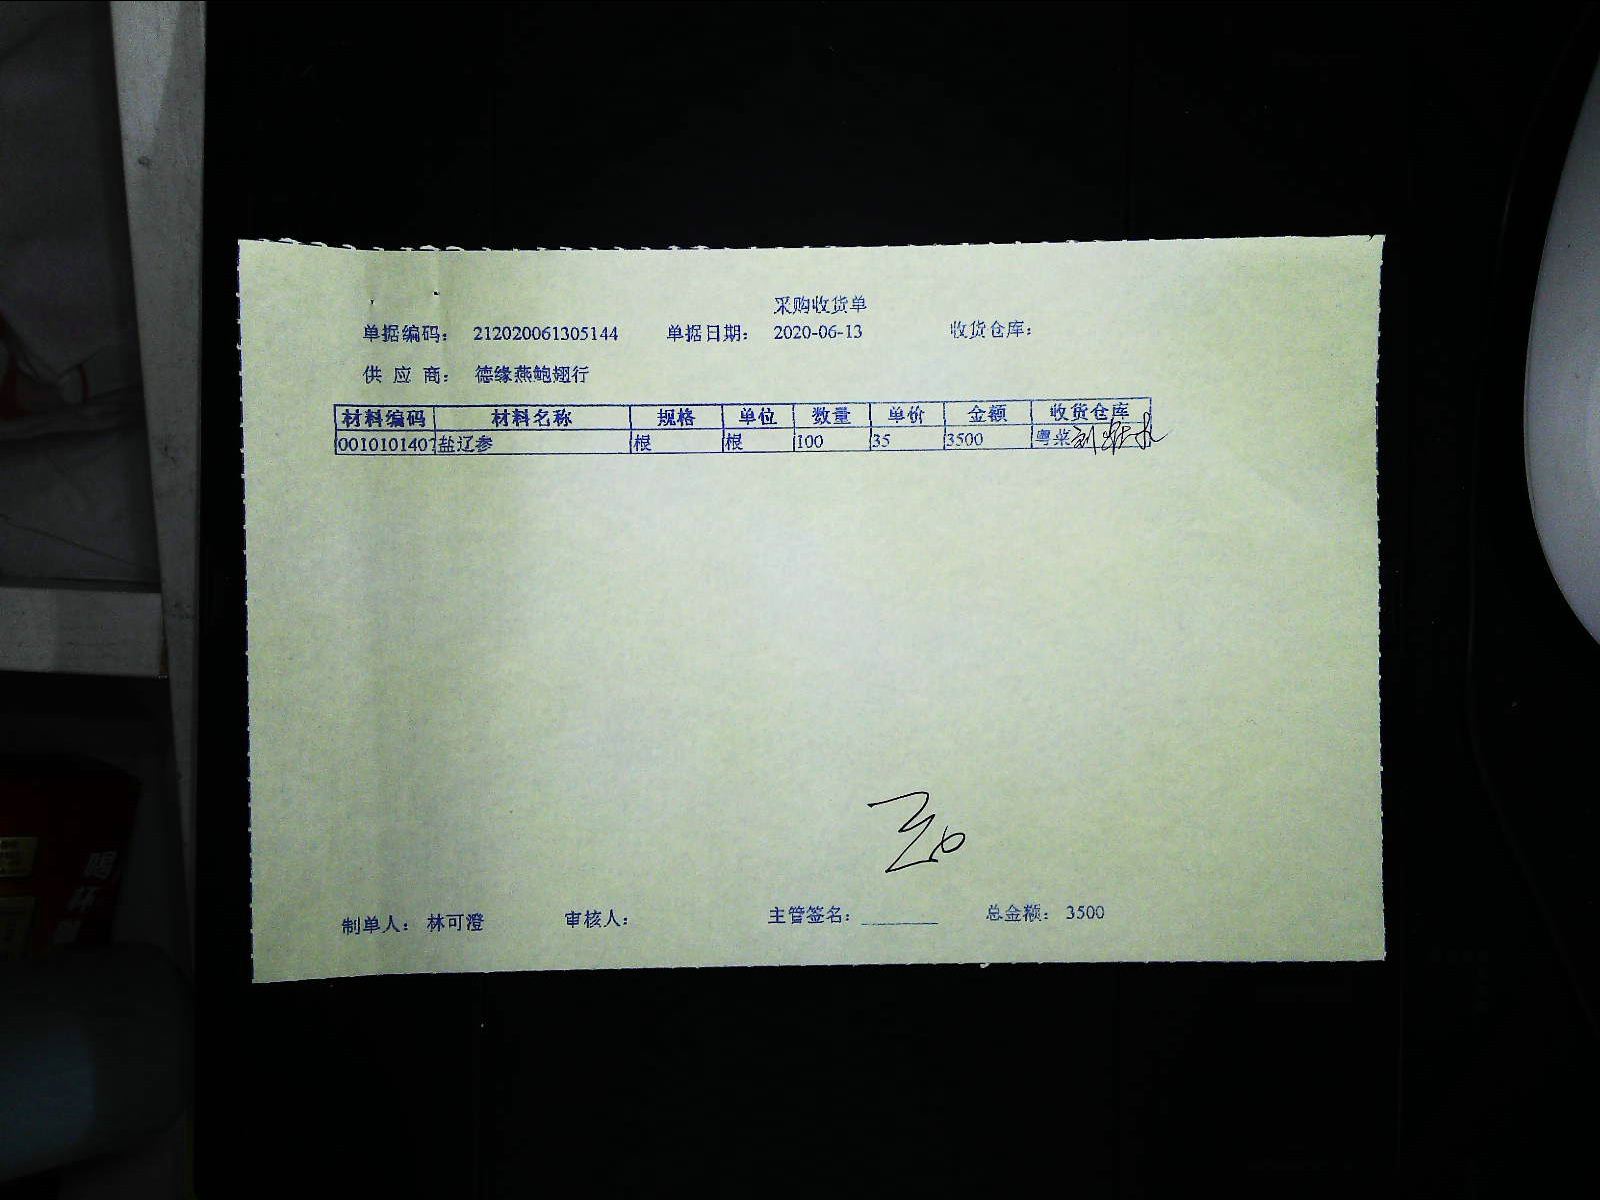 采购收货单
单据编码: 212020061305144 单据日期: 2020-06-13 收货仓库:
供应商: 德缘燕鲍翅行
材料编码 材料名称 规格 单位 数量 单价 金额 收货仓库
0010101407 盐辽参 根 根 100 35 3500 粤菜
制单人: 林可澄 审核人: 主管签名: 总金额: 3500